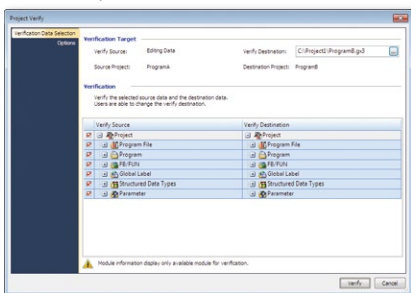 Project Verify
Verification Data Selection
Options
Verification Target
Verify Source: Editing Data Verify Destination: C:\Project1\ProgramB.gx3
Source Project: ProgramA Destination Project: ProgramB
Verification
Verify the selected source data and the destination data.
Users are able to change the verify destination.
Verify Source Verify Destination
Project Project
Program File Program File
Program Program
FB/FUN FB/FUN
Global Label Global Label
Structured Data Types Structured Data Types
Parameter Parameter
Module information display only available module for verification.
Verify Cancel